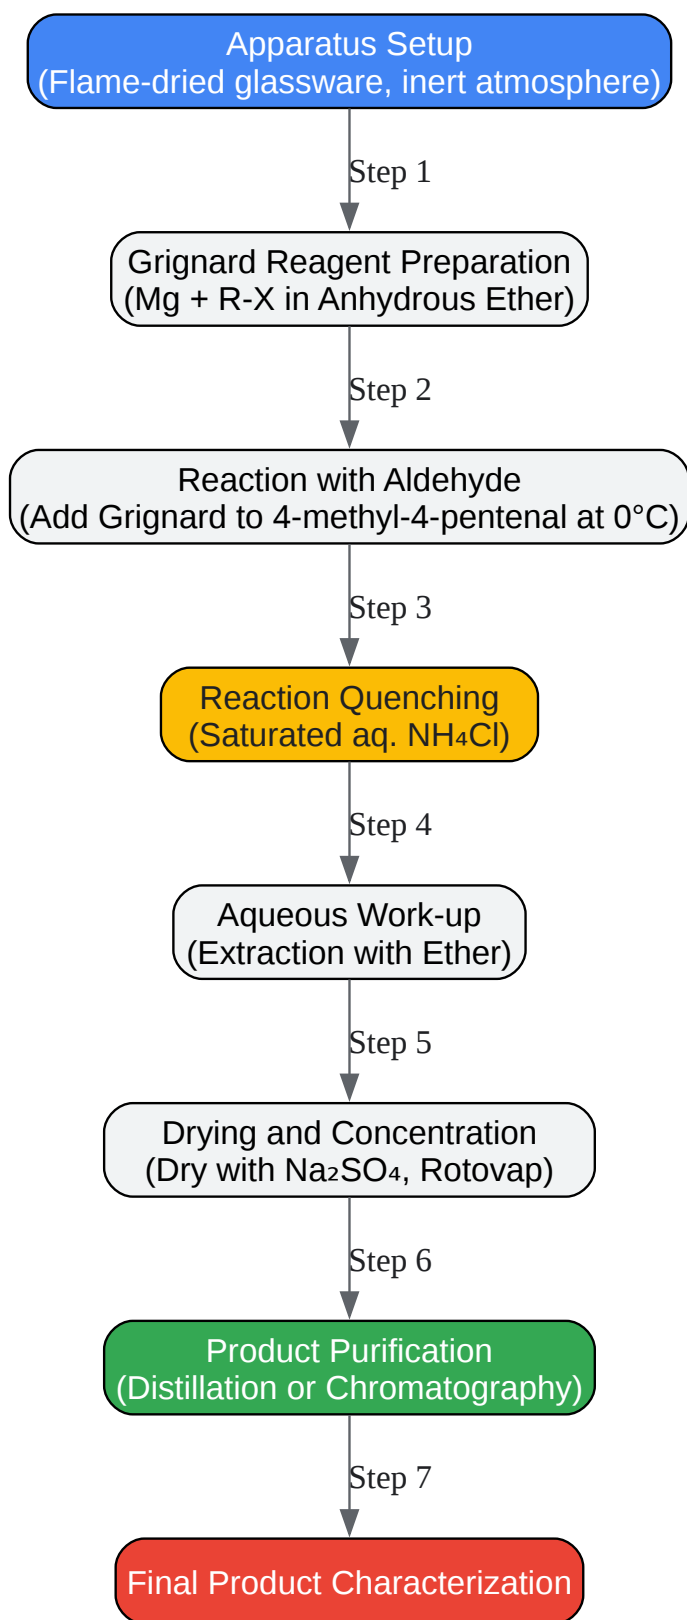 Apparatus Setup
(Flame-dried glassware, inert atmosphere)
Step 1
Grignard Reagent Preparation
(Mg + R-X in Anhydrous Ether)
Step 2
Reaction with Aldehyde
(Add Grignard to 4-methyl-4-pentenal at 0°C)
Step 3
Reaction Quenching
(Saturated aq. NH₄Cl)
Step 4
Aqueous Work-up
(Extraction with Ether)
Step 5
Drying and Concentration
(Dry with Na₂SO₄, Rotovap)
Step 6
Product Purification
(Distillation or Chromatography)
Step 7
Final Product Characterization